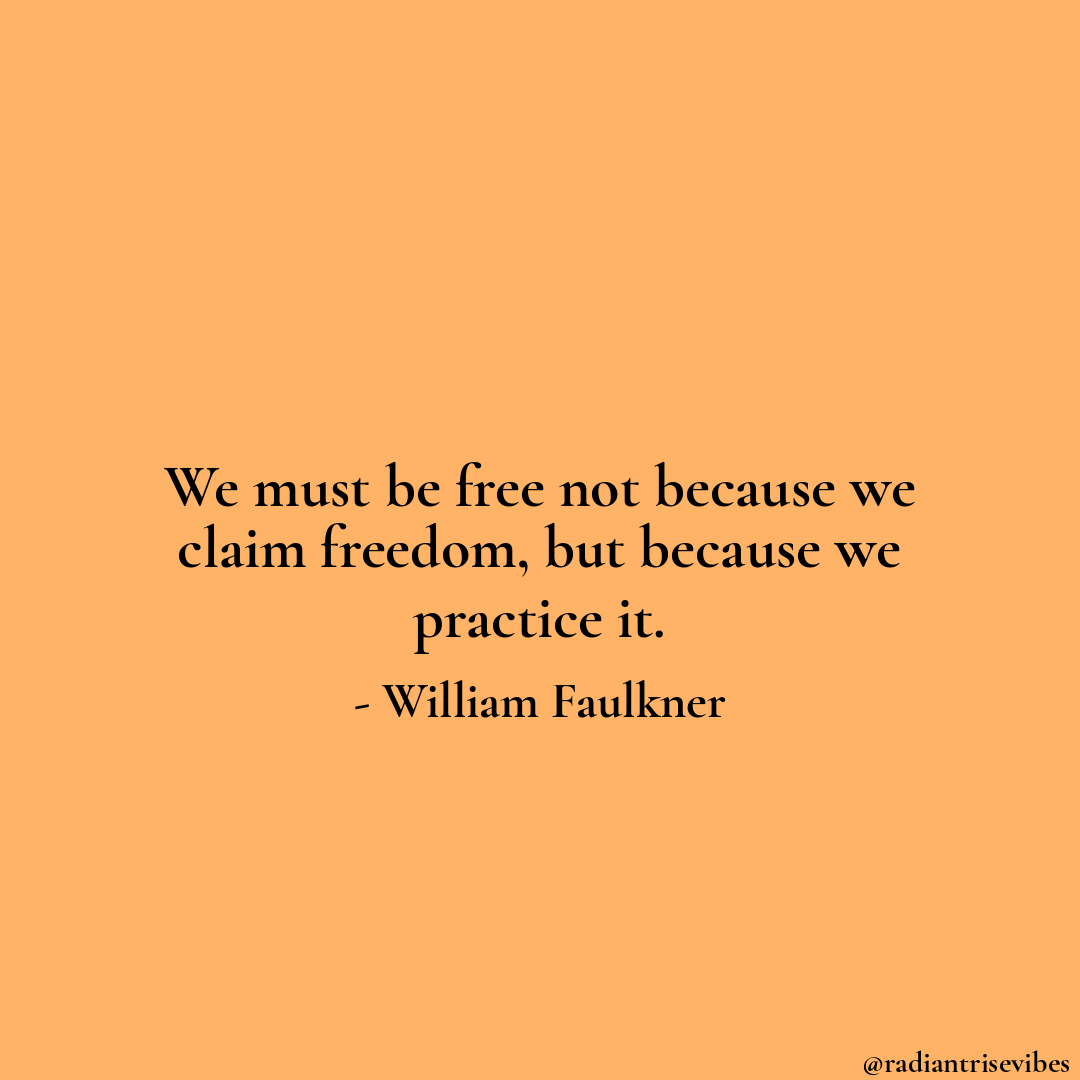 We must be free not because we
claim freedom, but because we
practice it.
- William Faulkner
@radiantrisevibes